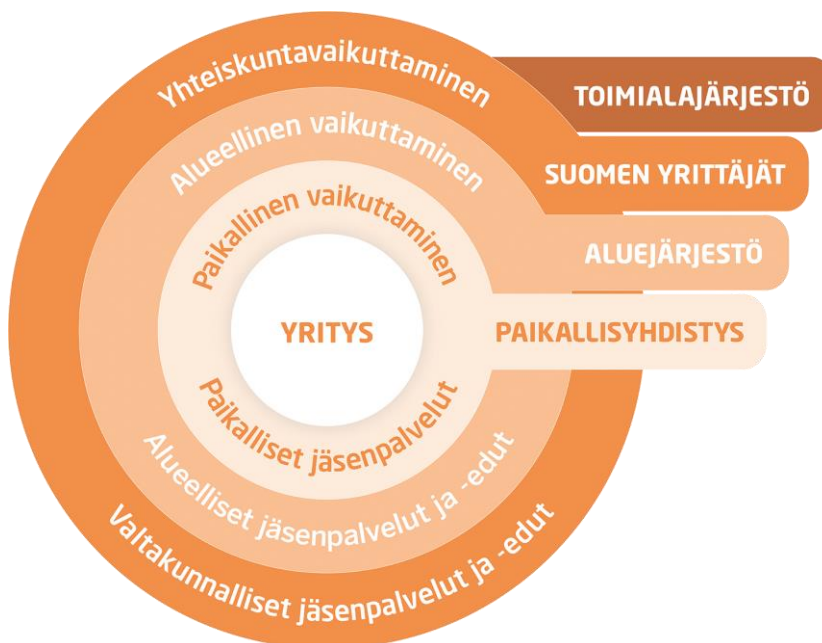 Yhteiskuntavaikuttaminen
TOIMIALAJÄRJESTÖ
Alueellinen vaikuttaminen
SUOMEN YRITTÄJÄT
Paikallinen vaikuttaminen
ALUEJÄRJESTÖ
YRITYS
PAIKALLISYHDISTYS
Paikalliset jäsenpalvelut
Alueelliset jäsenpalvelut ja -edut
Valtakunnalliset jäsenpalvelut ja -edut